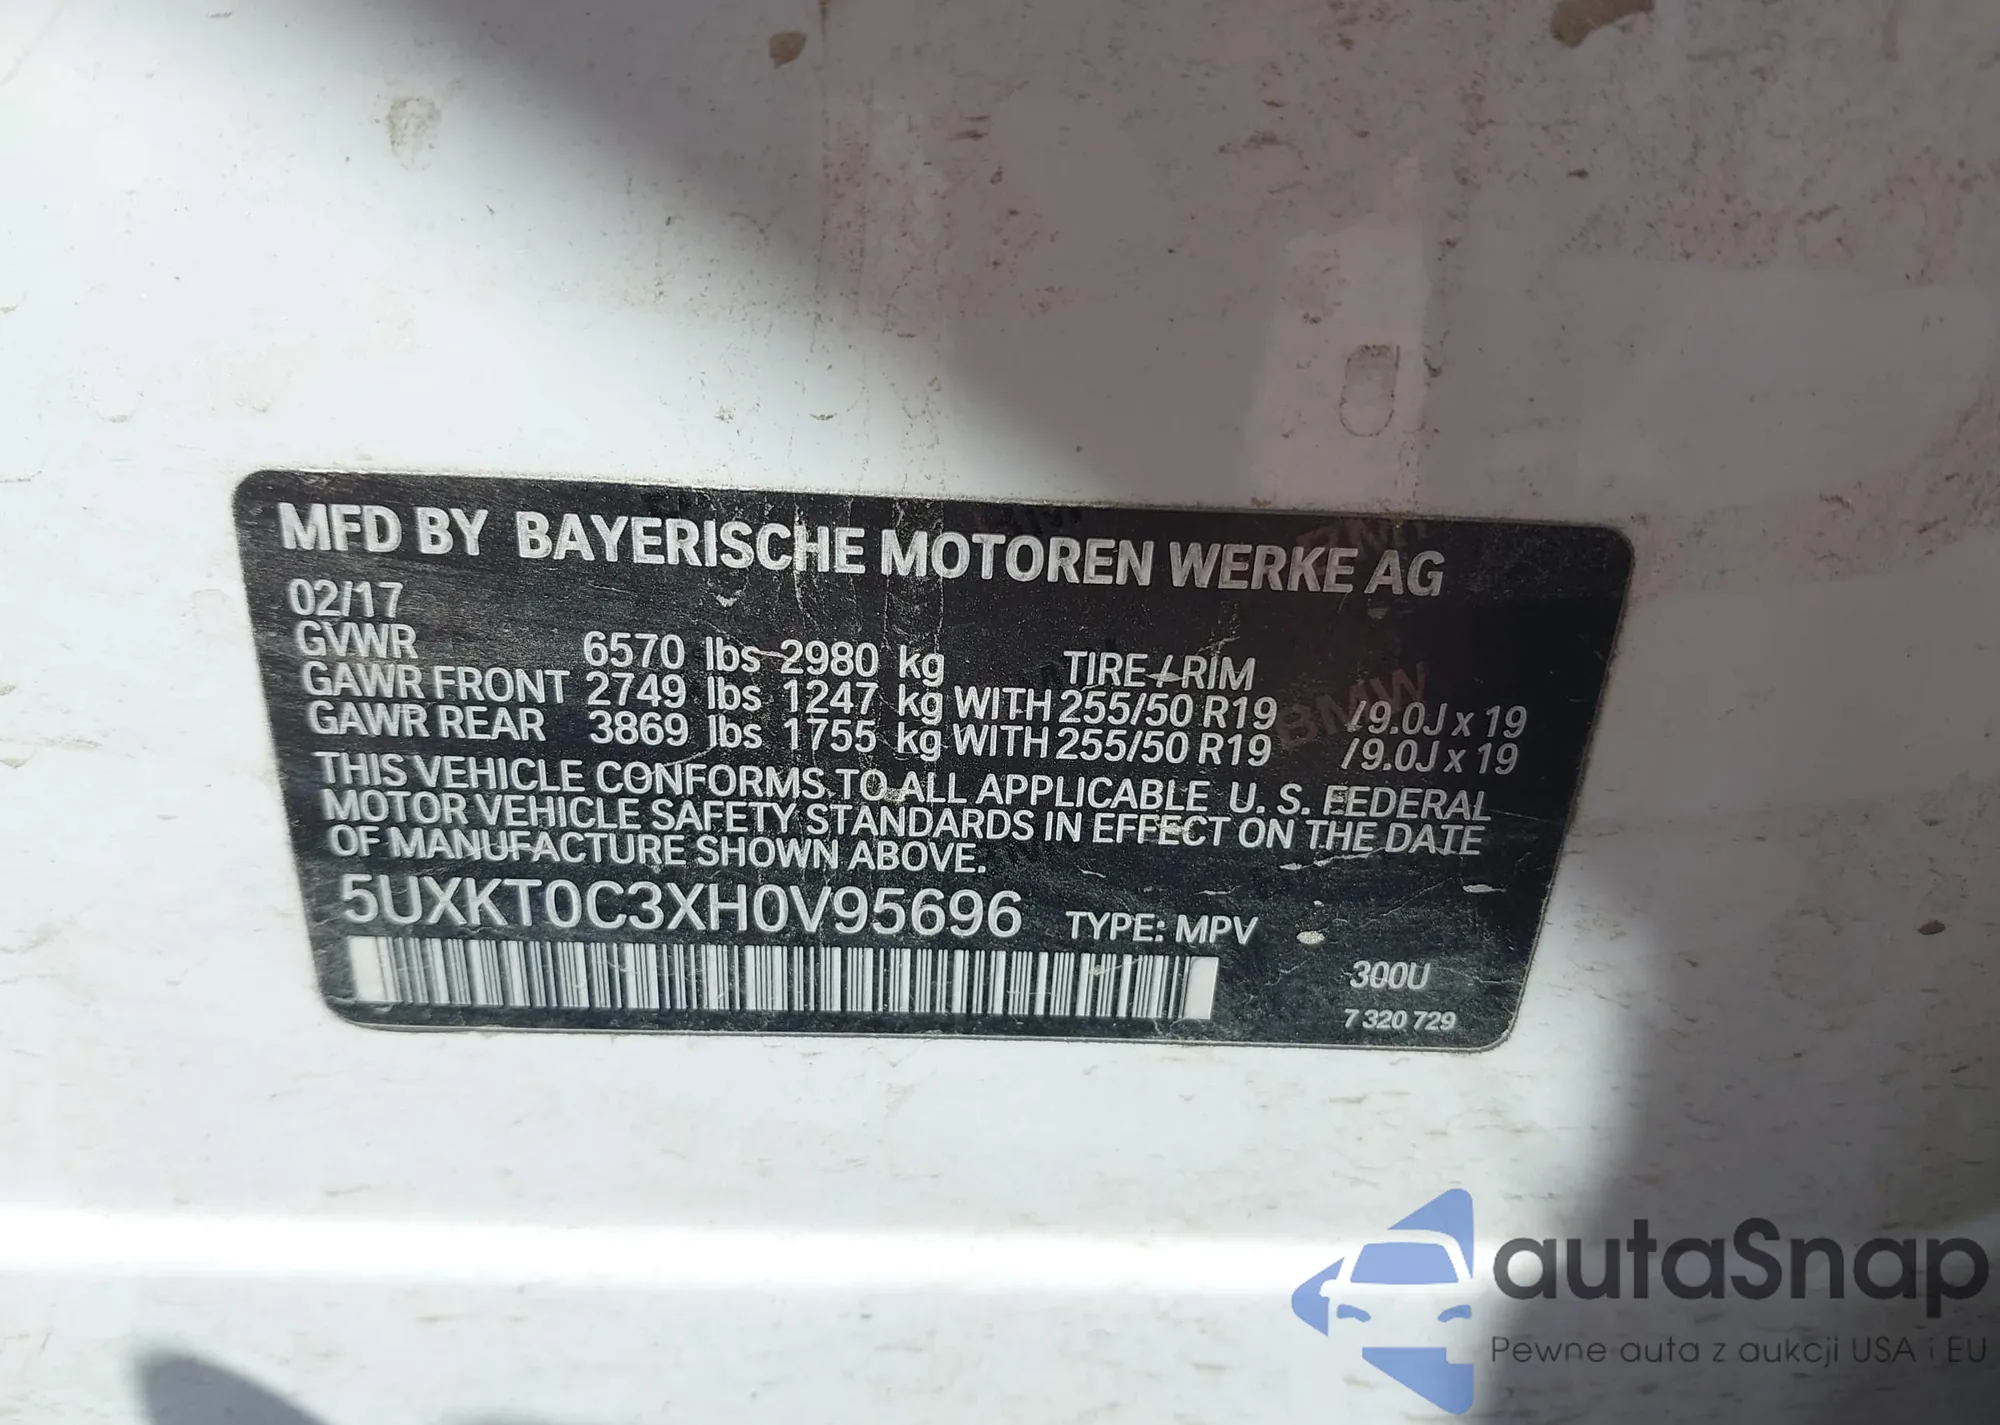 MFD BY BAYERISCHE MOTOREN WERKE AG
02/17
GVWR 6570 lbs 2980 kg TIRE / RIM
GAWR FRONT 2749 lbs 1247 kg WITH 255/50 R19 /9.0J x 19
GAWR REAR 3869 lbs 1755 kg WITH 255/50 R19 /9.0J x 19
THIS VEHICLE CONFORMS TO ALL APPLICABLE U. S. FEDERAL
MOTOR VEHICLE SAFETY STANDARDS IN EFFECT ON THE DATE
OF MANUFACTURE SHOWN ABOVE.
5UXKT0C3XH0V95696 TYPE: MPV
300U
7 320 729
BMW
autaSnap
Pewne auta z aukcji USA i EU